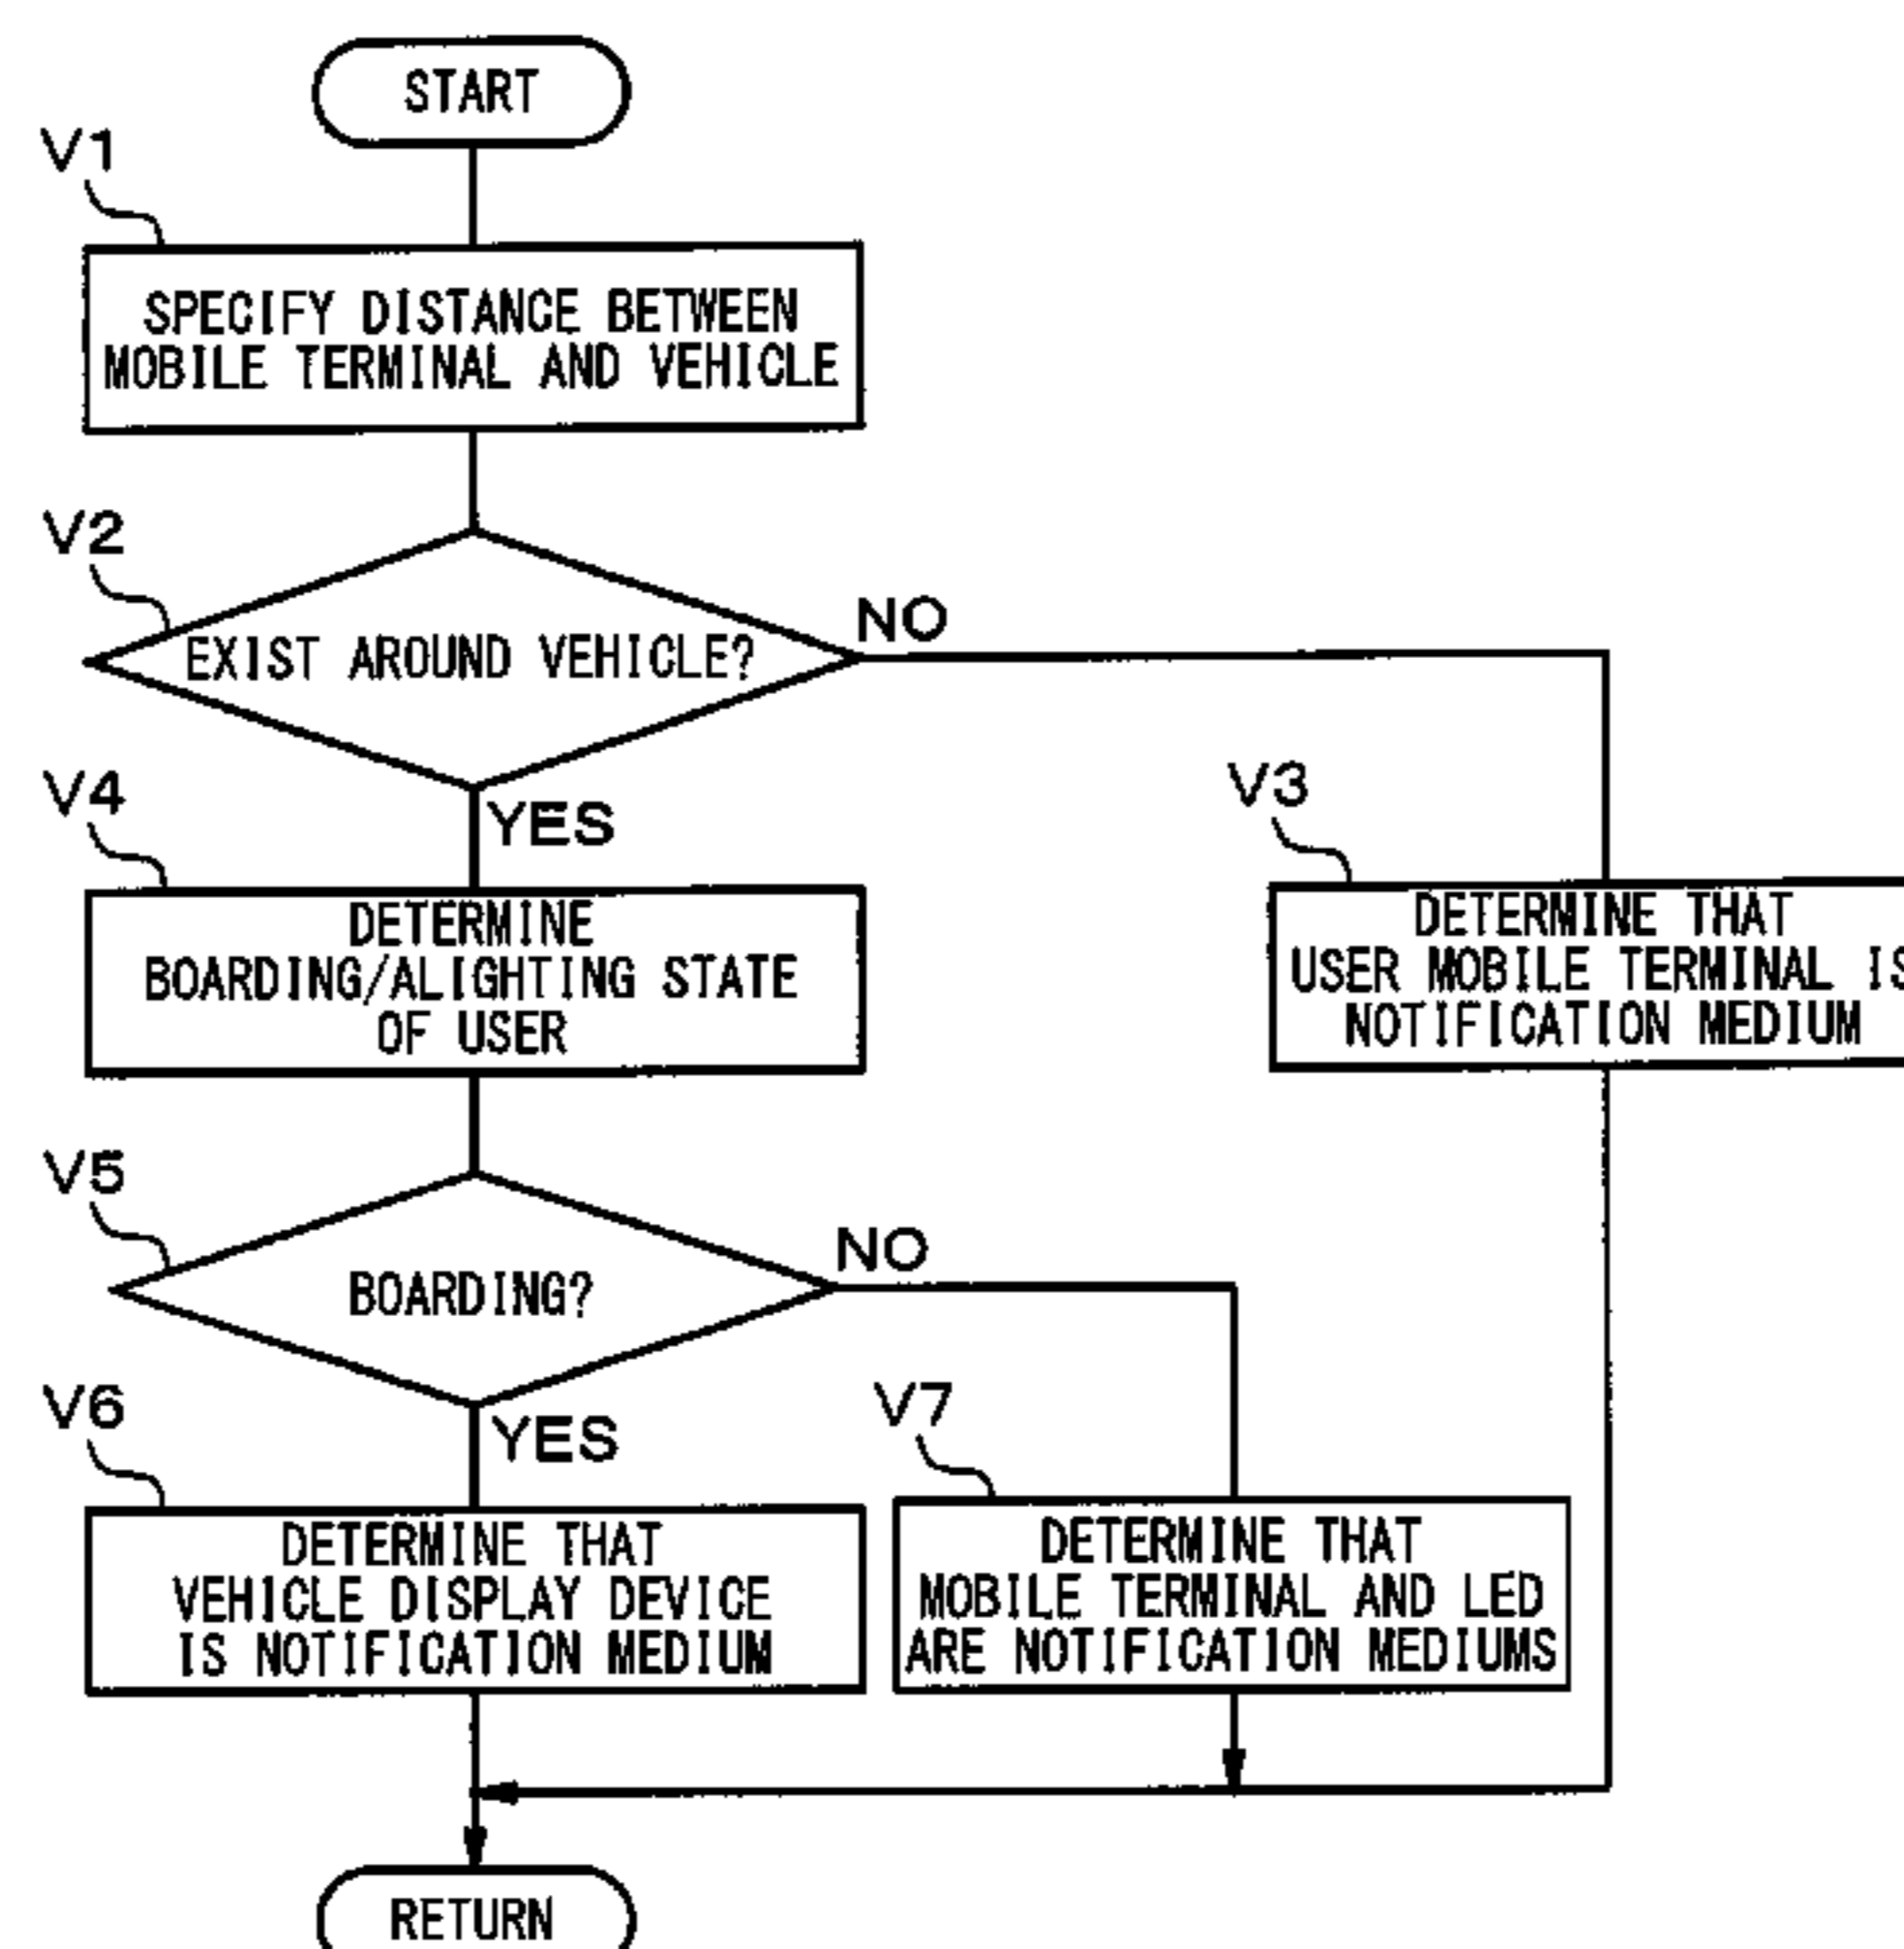 START
V1
SPECIFY DISTANCE BETWEEN
MOBILE TERMINAL AND VEHICLE
V2
EXIST AROUND VEHICLE?
NO
YES
V3
DETERMINE THAT
USER MOBILE TERMINAL IS
NOTIFICATION MEDIUM
V4
DETERMINE
BOARDING/ALIGHTING STATE
OF USER
V5
BOARDING?
NO
YES
V6
DETERMINE THAT
VEHICLE DISPLAY DEVICE
IS NOTIFICATION MEDIUM
V7
DETERMINE THAT
MOBILE TERMINAL AND LED
ARE NOTIFICATION MEDIUMS
RETURN